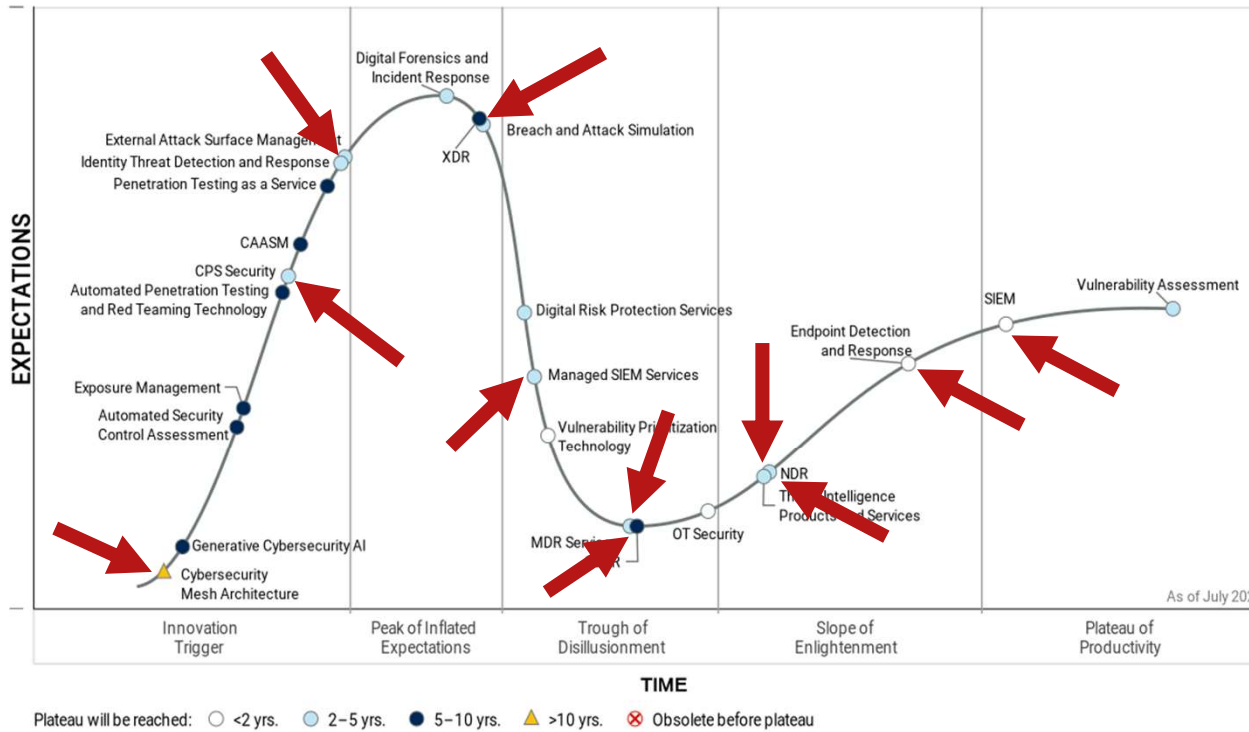 Digital Forensics and
Incident Response
External Attack Surface
Identity Threat Detection and Response
Breach and Attack Simulation
XDR
Penetration Testing as a Service
CAASM
CPS Security
Automated Penetration Testing
and Red Teaming Technology
Vulnerability Assessment
SIEM
Digital Risk Protection Services
Endpoint Detection
and Response
Managed SIEM Services
Exposure Management
Automated Security
Control Assessment
Vulnerability
Technology
NDR
Intelligence
and Services
OT Security
MDR
Generative Cybersecurity AI
Cybersecurity
Mesh Architecture
As of July
EXPECTATIONS
Innovation
Trigger
Peak of Inflated
Expectations
Trough of
Disillusionment
Slope of
Enlightenment
Plateau of
Productivity
TIME
Plateau will be reached: <2 yrs. 2–5 yrs. 5–10 yrs. >10 yrs. Obsolete before plateau